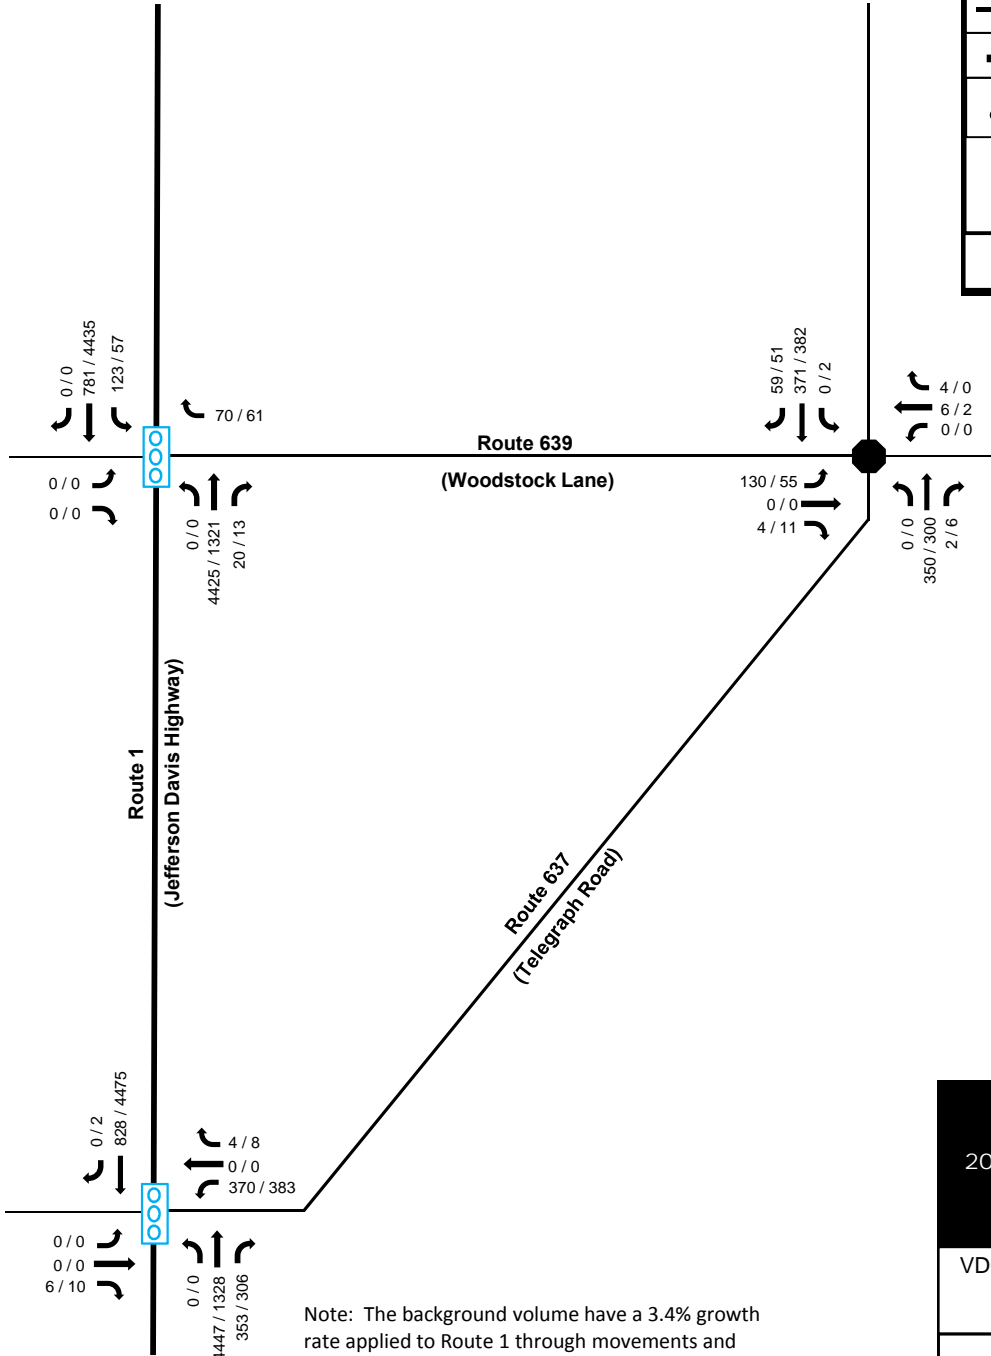 0 / 0
781 / 4435
123 / 57
70 / 61
0 / 0
0 / 0
0 / 0
4425 / 1321
20 / 13
Route 639
(Woodstock Lane)
59 / 51
371 / 382
0 / 2
4 / 0
6 / 2
0 / 0
130 / 55
0 / 0
4 / 11
0 / 0
350 / 300
2 / 6
Route 1
(Jefferson Davis Highway)
Route 637
(Telegraph Road)
0 / 2
828 / 4475
4 / 8
0 / 0
370 / 383
0 / 0
0 / 0
6 / 10
0 / 0
4447 / 1328
353 / 306
20
VD
Note: The background volume have a 3.4% growth
rate applied to Route 1 through movements and